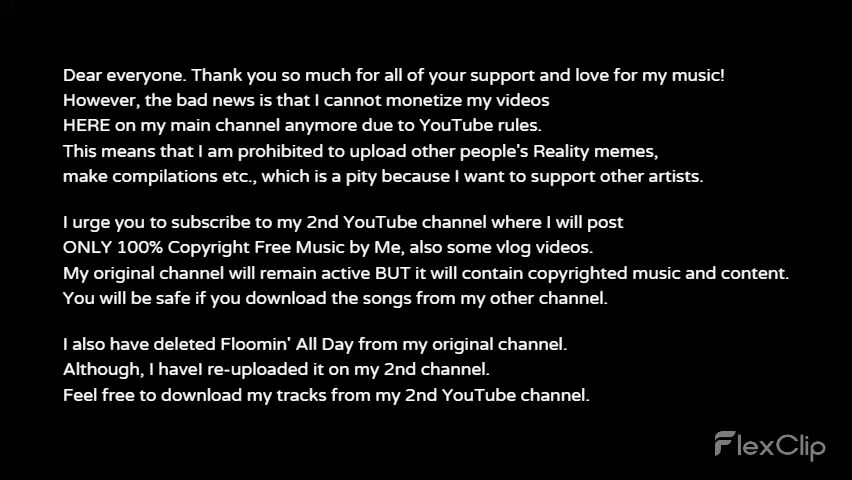 Dear everyone. Thank you so much for all of your support and love for my music!
However, the bad news is that I cannot monetize my videos
HERE on my main channel anymore due to YouTube rules.
This means that I am prohibited to upload other people's Reality memes,
make compilations etc., which is a pity because I want to support other artists.
I urge you to subscribe to my 2nd YouTube channel where I will post
ONLY 100% Copyright Free Music by Me, also some vlog videos.
My original channel will remain active BUT it will contain copyrighted music and content.
You will be safe if you download the songs from my other channel.
I also have deleted Floomin' All Day from my original channel.
Although, I haveI re-uploaded it on my 2nd channel.
Feel free to download my tracks from my 2nd YouTube channel.
FlexClip